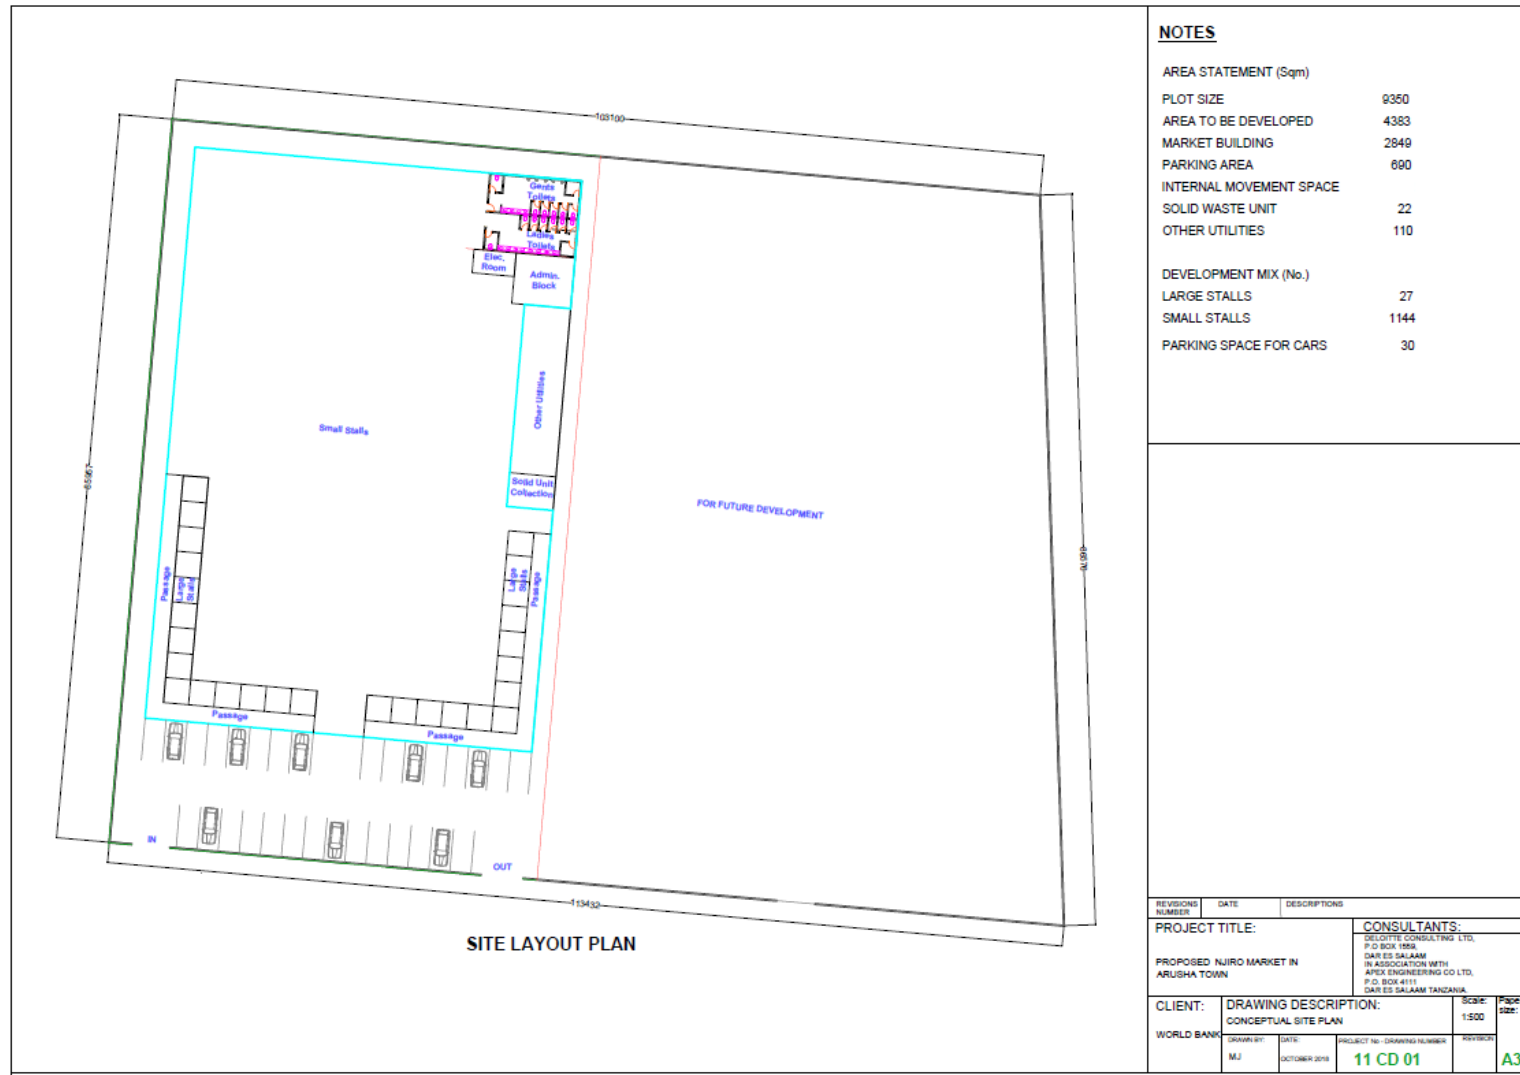 103100
Gents
Toilets
Ladies
Toilets
Elec.
Room
Admin.
Block
Other Utilities
Small Stalls
Solid Unit
Collection
FOR FUTURE DEVELOPMENT
Passage
Large
Stalls
Large
Stalls
Passage
Passage
Passage
IN
OUT
113432
SITE LAYOUT PLAN
NOTES
AREA STATEMENT (Sqm)
PLOT SIZE 9350
AREA TO BE DEVELOPED 4383
MARKET BUILDING 2849
PARKING AREA 690
INTERNAL MOVEMENT SPACE
SOLID WASTE UNIT 22
OTHER UTILITIES 110
DEVELOPMENT MIX (No.)
LARGE STALLS 27
SMALL STALLS 1144
PARKING SPACE FOR CARS 30
REVISIONS NUMBER DATE DESCRIPTIONS
PROJECT TITLE:
PROPOSED NJIRO MARKET IN
ARUSHA TOWN
CONSULTANTS:
DELOITTE CONSULTING LTD,
P.O BOX 1559,
DAR ES SALAAM
IN ASSOCIATION WITH
APEX ENGINEERING CO LTD,
P.O. BOX 4111
DAR ES SALAAM TANZANIA.
CLIENT:
WORLD BANK
DRAWING DESCRIPTION:
CONCEPTUAL SITE PLAN
Scale:
1:500
Pape
size:
A3
DRAWN BY:
MJ
DATE:
OCTOBER
PROJECT No - DRAWING NUMBER
11 CD 01
REVISION